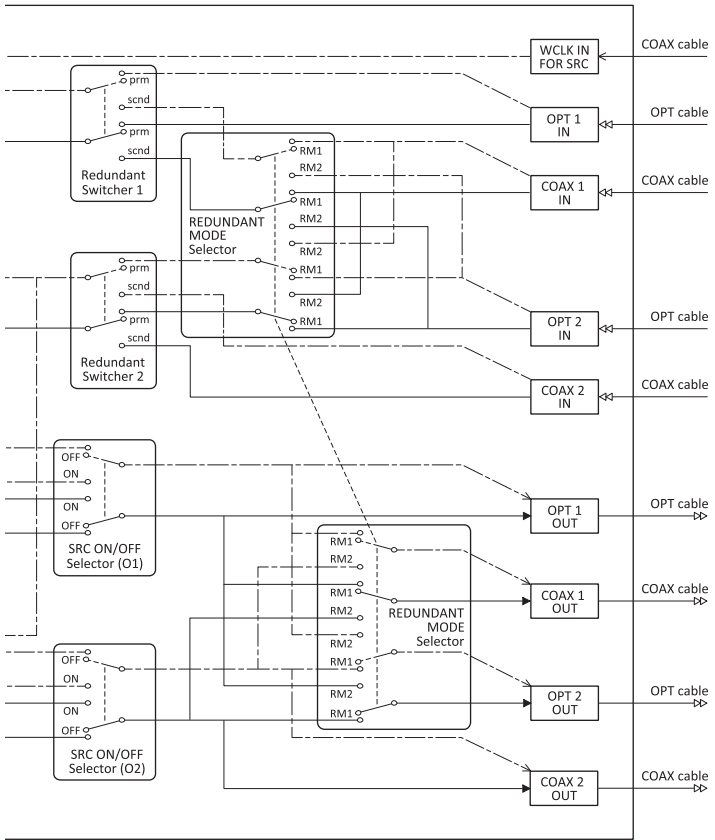 WCLK IN
FOR SRC
COAX cable
prm
scnd
prm
scnd
Redundant
Switcher 1
OPT 1
IN
OPT cable
RM1
RM2
RM1
RM2
RM2
RM1
RM2
RM1
REDUNDANT
MODE
Selector
COAX 1
IN
COAX cable
prm
scnd
prm
scnd
Redundant
Switcher 2
OPT 2
IN
OPT cable
COAX 2
IN
COAX cable
OFF
ON
ON
OFF
SRC ON/OFF
Selector (O1)
OPT 1
OUT
OPT cable
RM1
RM2
RM1
RM2
RM2
RM1
RM2
RM1
REDUNDANT
MODE
Selector
COAX 1
OUT
COAX cable
OFF
ON
ON
OFF
SRC ON/OFF
Selector (O2)
OPT 2
OUT
OPT cable
COAX 2
OUT
COAX cable